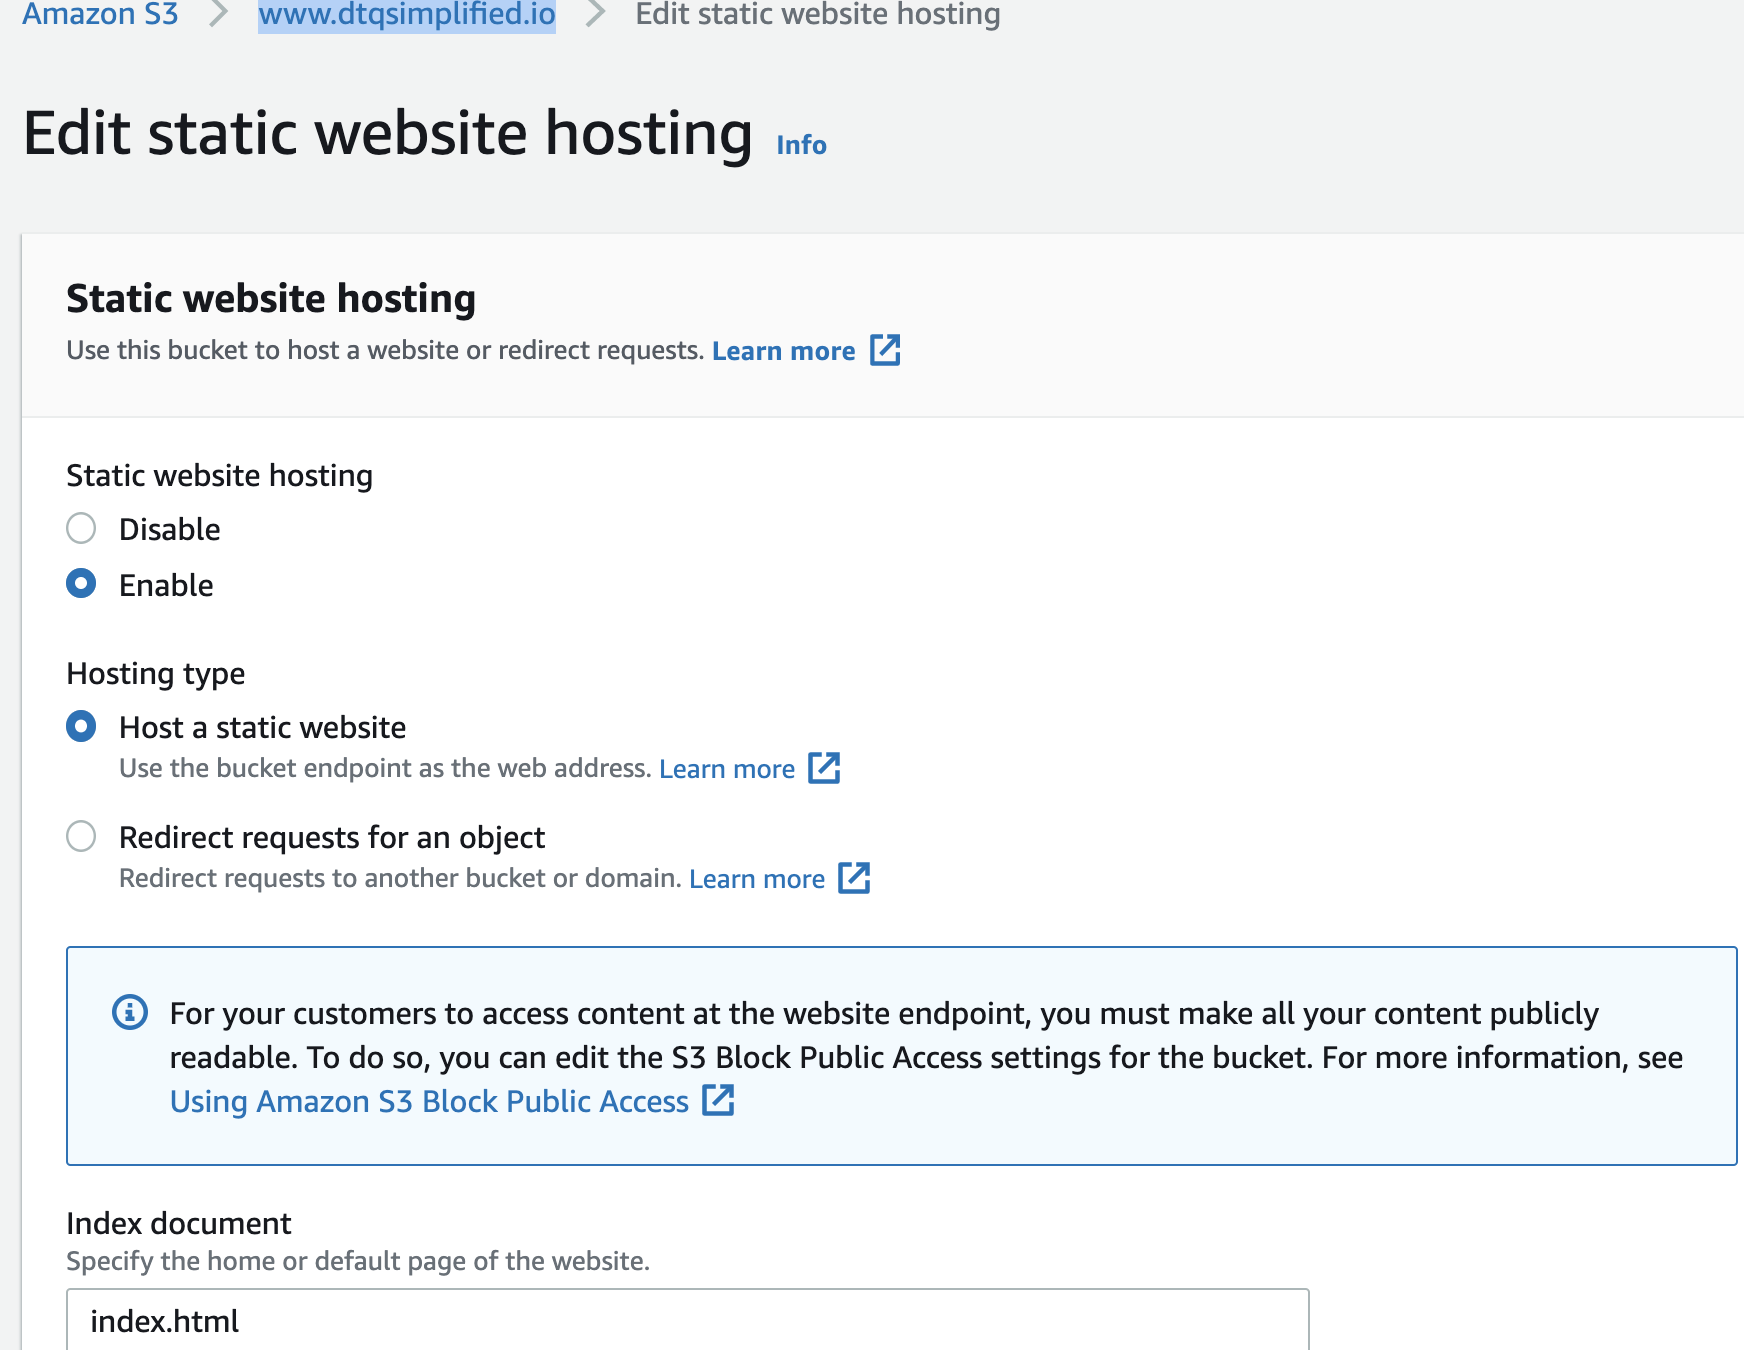 Amazon S3 > www.dtqsimplified.io > Edit static website hosting
Edit static website hosting Info
Static website hosting
Use this bucket to host a website or redirect requests. Learn more
Static website hosting
Disable
Enable
Hosting type
Host a static website
Use the bucket endpoint as the web address. Learn more
Redirect requests for an object
Redirect requests to another bucket or domain. Learn more
For your customers to access content at the website endpoint, you must make all your content publicly
readable. To do so, you can edit the S3 Block Public Access settings for the bucket. For more information, see
Using Amazon S3 Block Public Access
Index document
Specify the home or default page of the website.
index.html